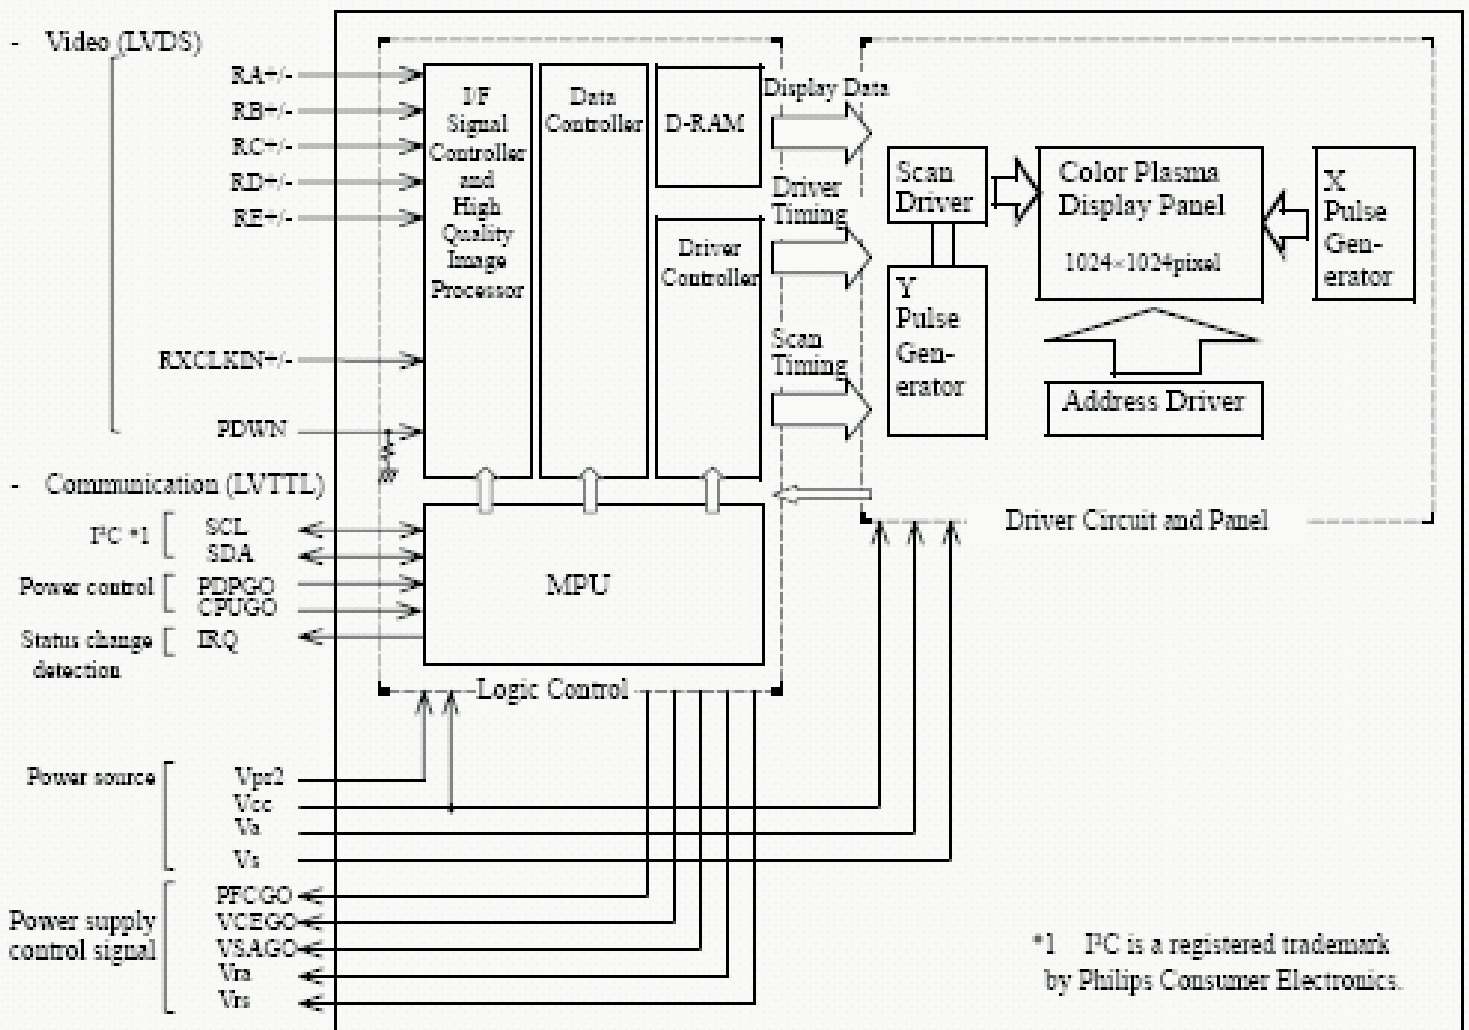 - Video (LVDS)
RA+/-
RB+/-
RC+/-
RD+/-
RE+/-
RXCLKIN+/-
PDWN
- Communication (LVTTL)
I²C *1
SCL
SDA
Power control
PDPGO
CPUGO
Status change
detection
IRQ
Power source
Vpr2
Vcc
Va
Vs
Power supply
control signal
PFCGO
VCEGO
VSAGO
Vra
Vrs
I/F
Signal
Controller
and
High
Quality
Image
Processor
Data
Controller
D-RAM
Driver
Controller
MPU
Logic Control
Display Data
Driver
Timing
Scan
Timing
Scan
Driver
Y
Pulse
Gen-
erator
Color Plasma
Display Panel
1024×1024pixel
X
Pulse
Gen-
erator
Address Driver
Driver Circuit and Panel
*1 I²C is a registered trademark
by Philips Consumer Electronics.